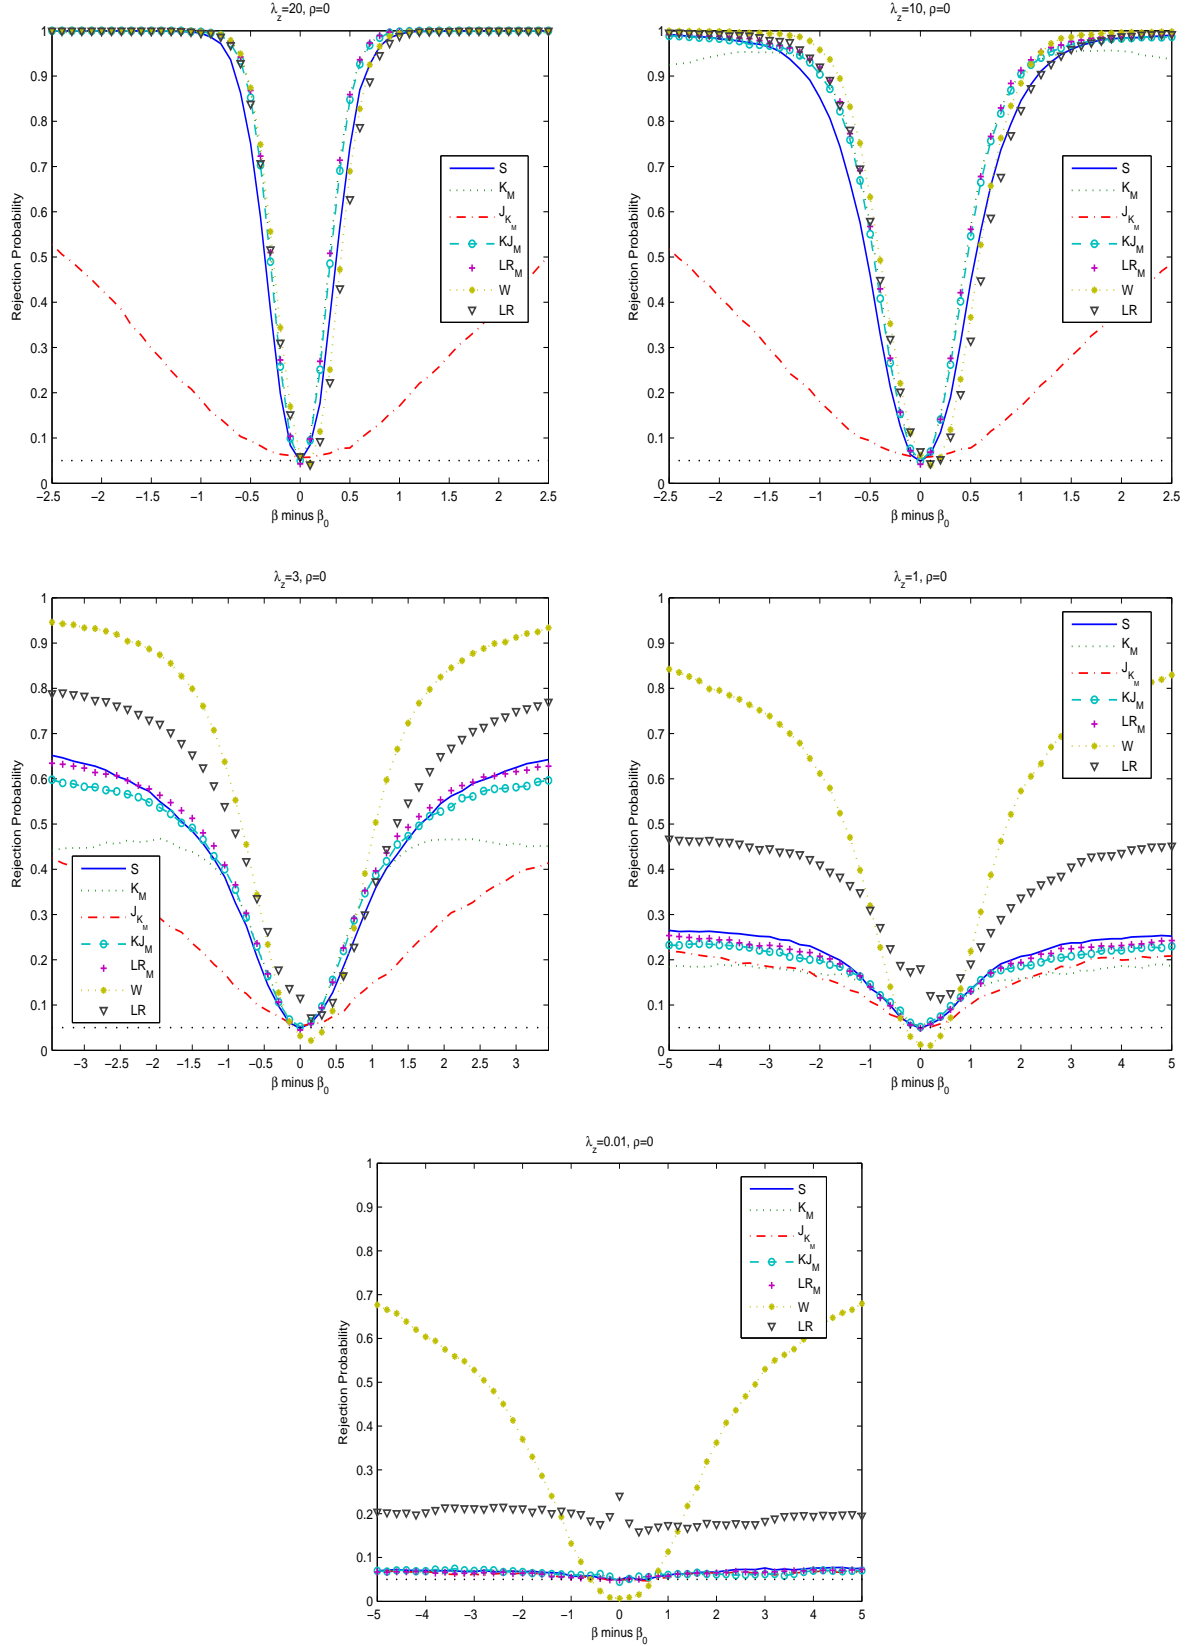 λz=20, ρ=0
1
0.9
0.8
0.7
0.6
0.5
0.4
0.3
0.2
0.1
0
Rejection Probability
S
KM
JKM
KJM
LRM
W
LR
−2.5 −2 −1.5 −1 −0.5 0 0.5 1 1.5 2 2.5
β minus β0
λz=10, ρ=0
1
0.9
0.8
0.7
0.6
0.5
0.4
0.3
0.2
0.1
0
Rejection Probability
S
KM
JKM
KJM
LRM
W
LR
−2.5 −2 −1.5 −1 −0.5 0 0.5 1 1.5 2 2.5
β minus β0
λz=3, ρ=0
1
0.9
0.8
0.7
0.6
0.5
0.4
0.3
0.2
0.1
0
Rejection Probability
S
KM
JKM
KJM
LRM
W
LR
−3 −2.5 −2 −1.5 −1 −0.5 0 0.5 1 1.5 2 2.5 3
β minus β0
λz=1, ρ=0
1
0.9
0.8
0.7
0.6
0.5
0.4
0.3
0.2
0.1
0
Rejection Probability
S
KM
JKM
KJM
LRM
W
LR
−5 −4 −3 −2 −1 0 1 2 3 4 5
β minus β0
λz=0.01, ρ=0
1
0.9
0.8
0.7
0.6
0.5
0.4
0.3
0.2
0.1
0
Rejection Probability
S
KM
JKM
KJM
LRM
W
LR
−5 −4 −3 −2 −1 0 1 2 3 4 5
β minus β0